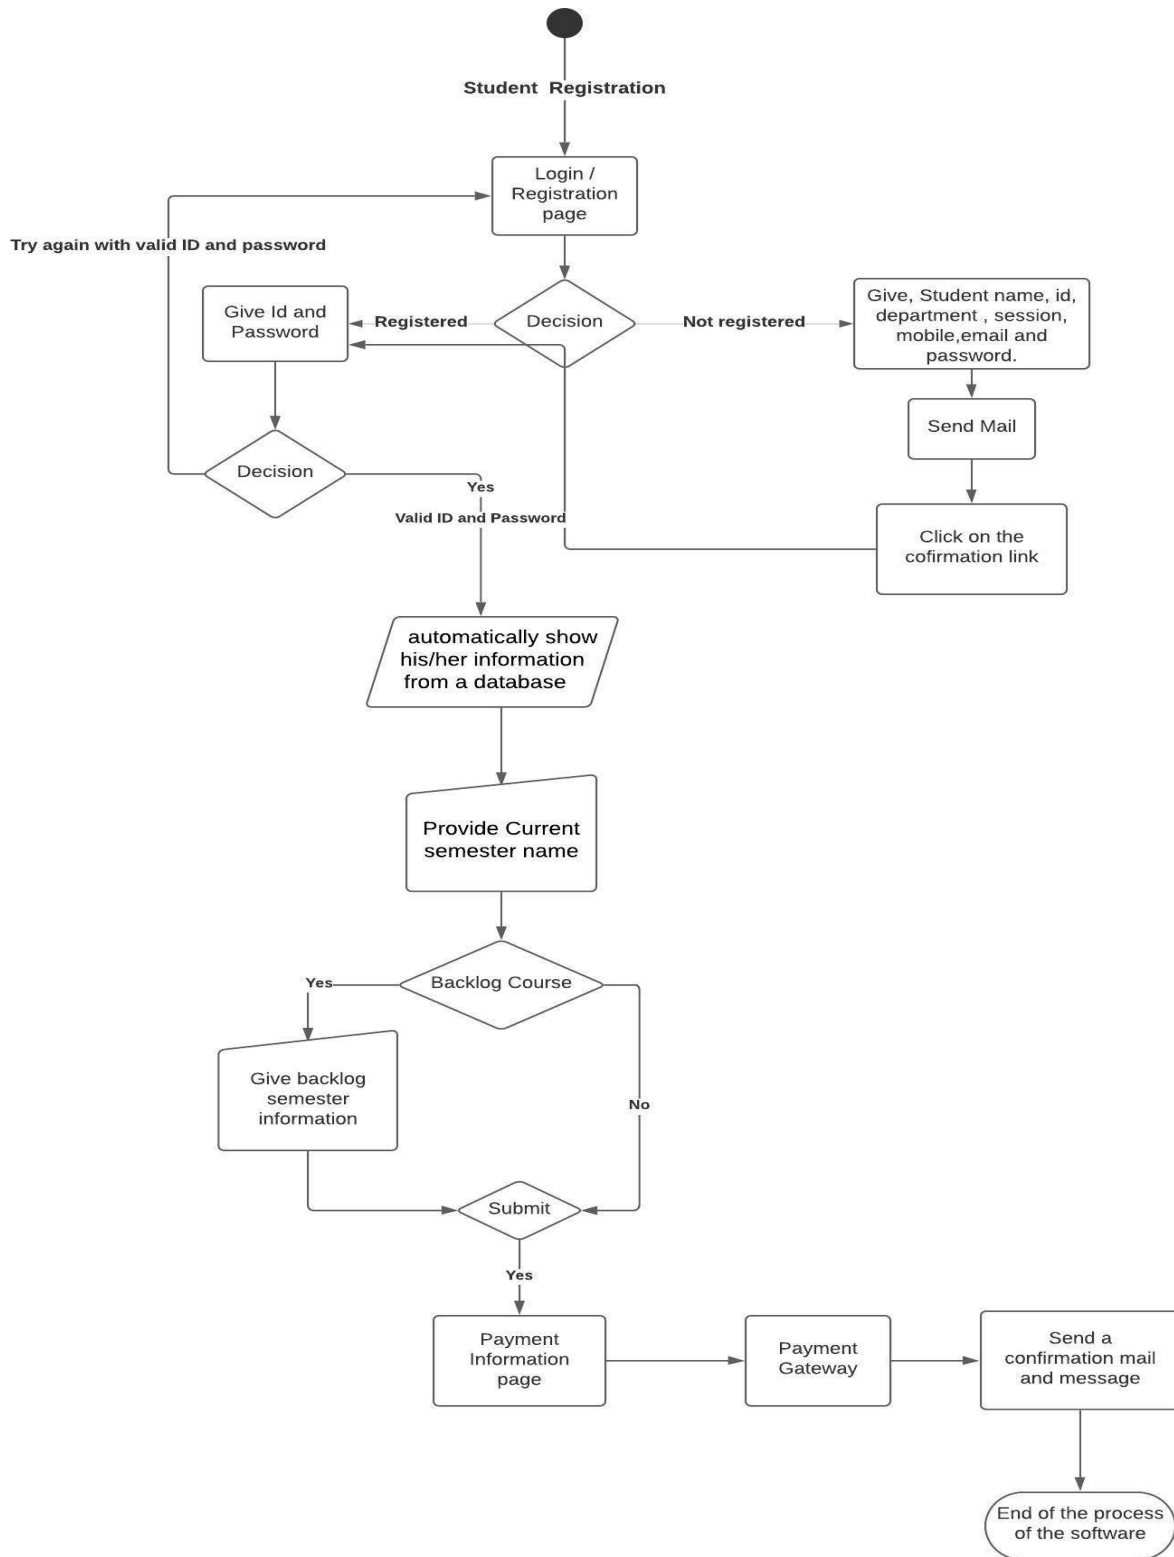 Student  Registration
Login /
Registration
page
Try again with valid ID and password
Give Id and
Password
Registered
Decision
Not registered
Give, Student name, id,
department , session,
mobile,email and
password.
Send Mail
Decision
Yes
Valid ID and Password
Click on the
cofirmation link
automatically show
his/her information
from a database
Provide Current
semester name
Backlog Course
Yes
Give backlog
semester
information
No
Submit
Yes
Payment
Information
page
Payment
Gateway
Send a
confirmation mail
and message
End of the process
of the software